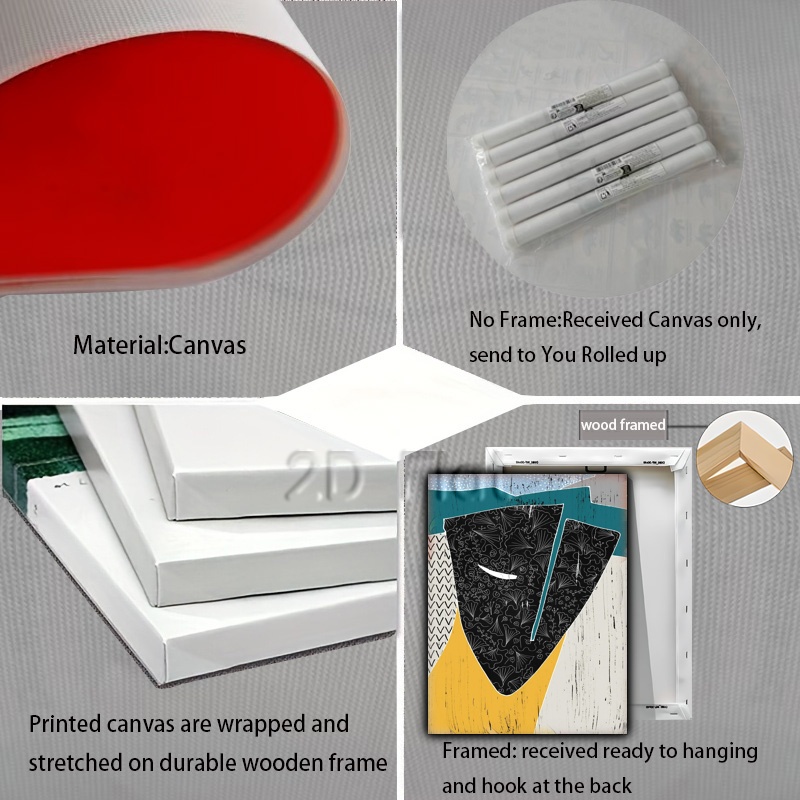 Material:Canvas
No Frame:Received Canvas only,
send to You Rolled up
2D
wood framed
Printed canvas are wrapped and
stretched on durable wooden frame
Framed: received ready to hanging
and hook at the back